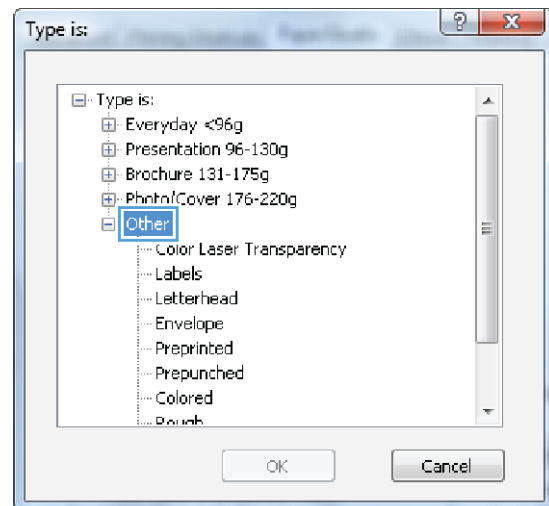 Type is:
Type is:
Everyday <96g
Presentation 96-130g
Brochure 131-175g
Photo/Cover 176-220g
Other
Color Laser Transparency
Labels
Letterhead
Envelope
Preprinted
Prepunched
Colored
Rough
OK
Cancel